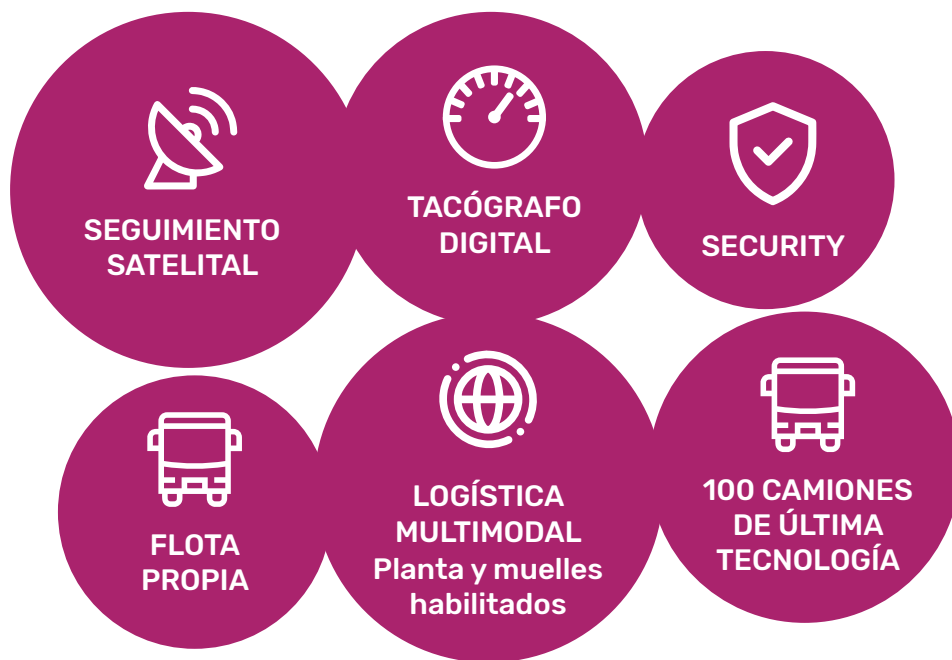 SEGUIMIENTO
SATELITAL
TACÓGRAFO
DIGITAL
SECURITY
FLOTA
PROPIA
LOGÍSTICA
MULTIMODAL
Planta y muelles
habilitados
100 CAMIONES
DE ÚLTIMA
TECNOLOGÍA